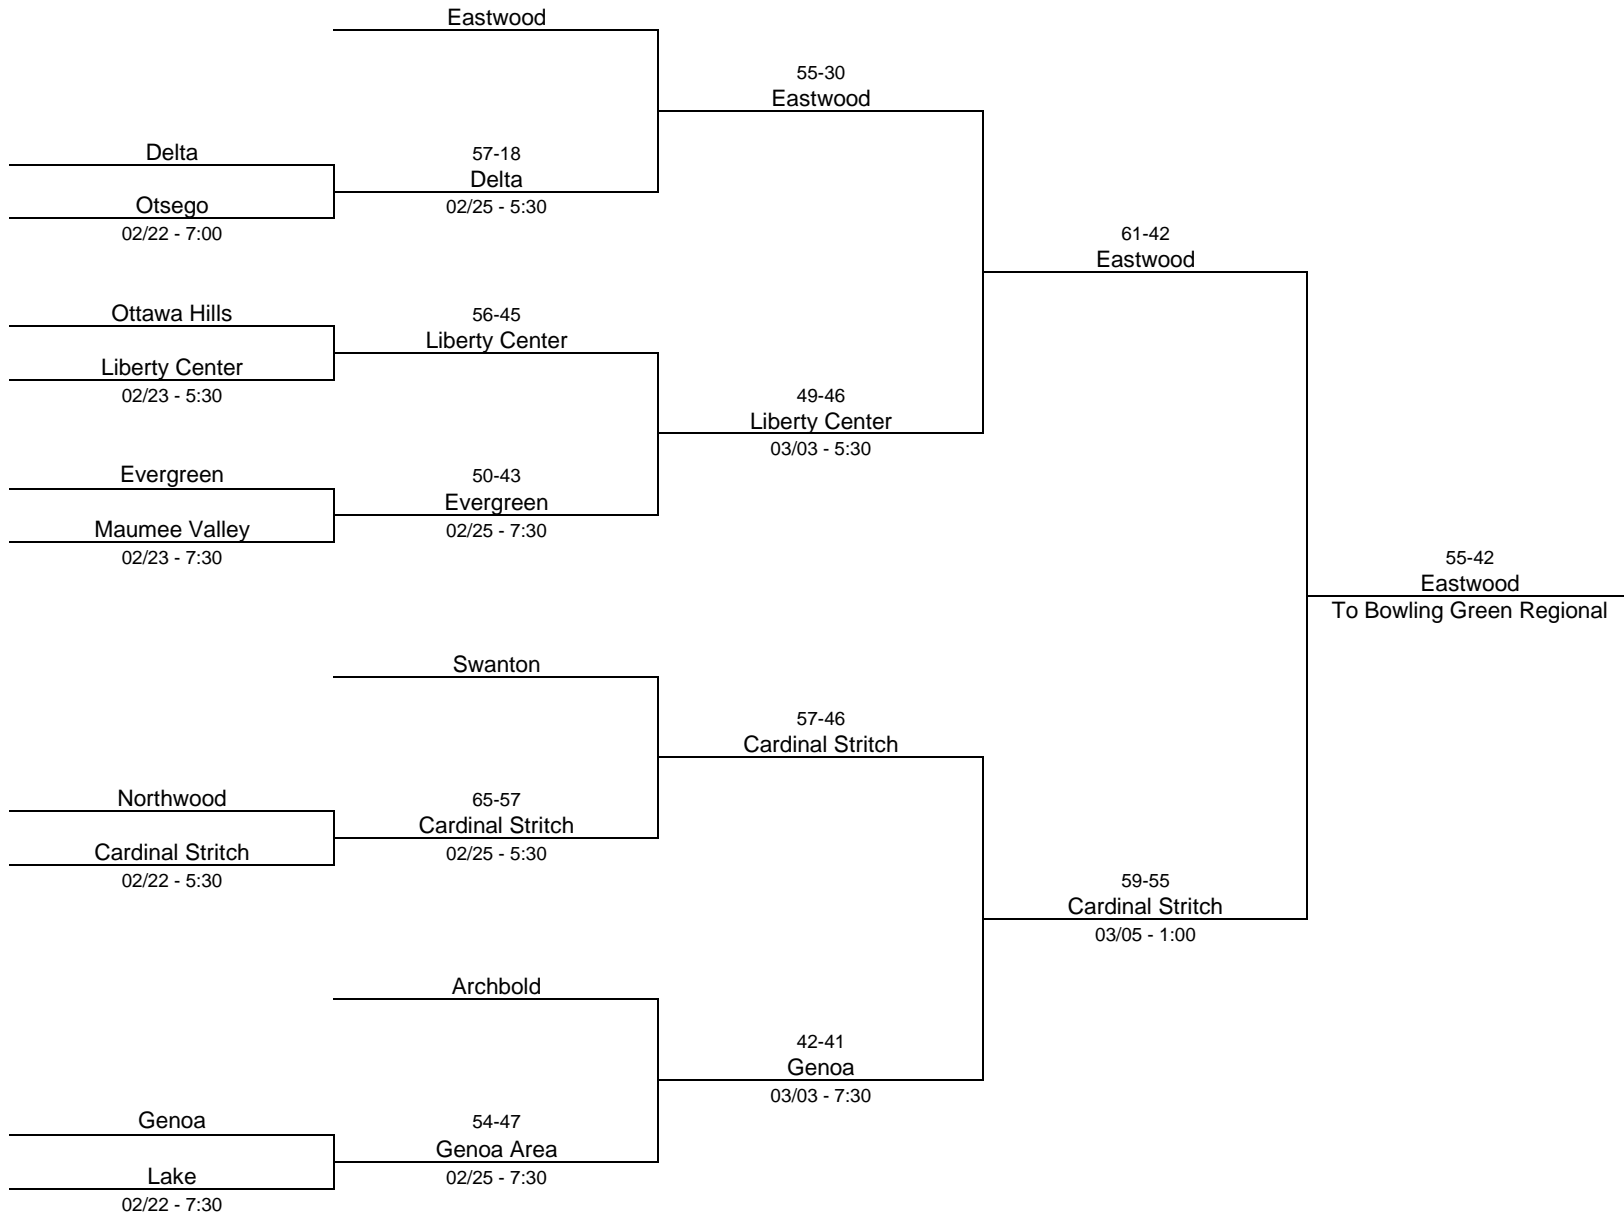 Eastwood
55-30
Eastwood
Delta
57-18
Delta
Otsego
02/25 - 5:30
02/22 - 7:00
61-42
Eastwood
Ottawa Hills
56-45
Liberty Center
Liberty Center
02/23 - 5:30
49-46
Liberty Center
03/03 - 5:30
Evergreen
50-43
Evergreen
Maumee Valley
02/25 - 7:30
02/23 - 7:30
55-42
Eastwood
To Bowling Green Regional
Swanton
57-46
Cardinal Stritch
Northwood
65-57
Cardinal Stritch
Cardinal Stritch
02/25 - 5:30
02/22 - 5:30
59-55
Cardinal Stritch
03/05 - 1:00
Archbold
42-41
Genoa
03/03 - 7:30
Genoa
54-47
Genoa Area
Lake
02/25 - 7:30
02/22 - 7:30